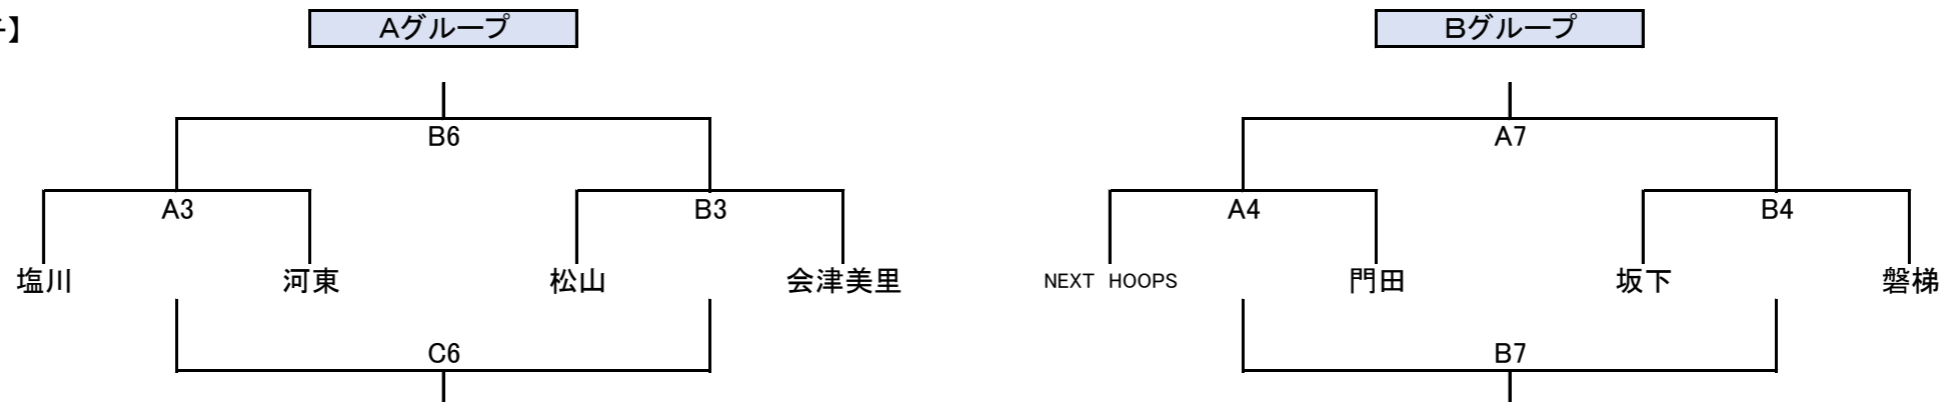 】
Aグループ Bグループ
B6 A7
A3 B3 A4 B4
塩川 河東 松山 会津美里 NEXT HOOPS 門田 坂下 磐梯
C6 B7